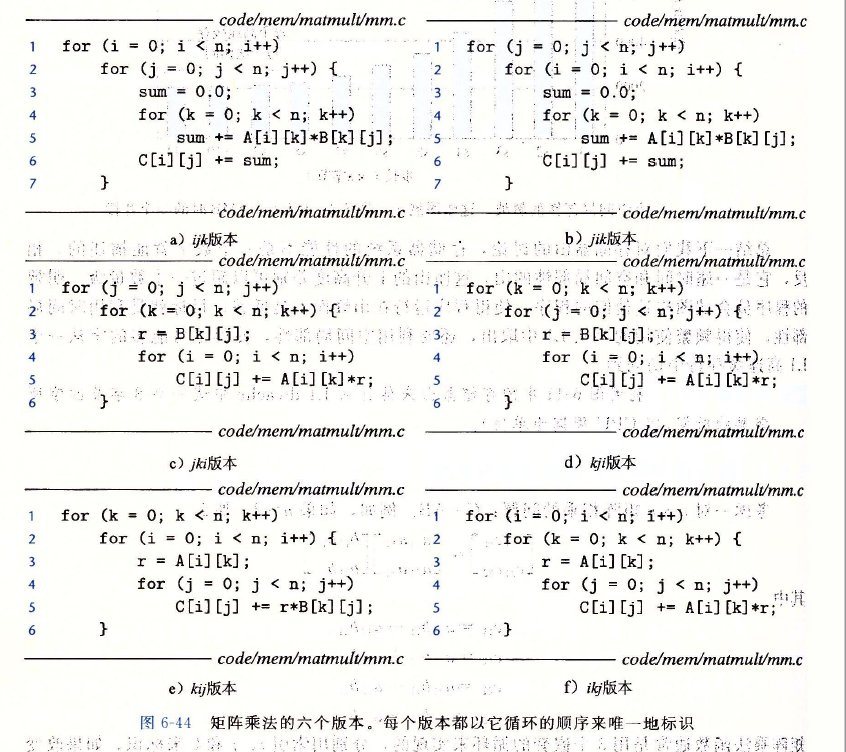 code/mem/matmult/mm.c
1 for (i = 0; i < n; i++)
2 for (j = 0; j < n; j++) {
3 sum = 0.0;
4 for (k = 0; k < n; k++)
5 sum += A[i][k]*B[k][j];
6 C[i][j] += sum;
7 }
code/mem/matmult/mm.c
a) ijk版本
code/mem/matmult/mm.c
1 for (j = 0; j < n; j++)
2 for (i = 0; i < n; i++) {
3 sum = 0.0;
4 for (k = 0; k < n; k++)
5 sum += A[i][k]*B[k][j];
6 C[i][j] += sum;
7 }
code/mem/matmult/mm.c
b) jik版本
code/mem/matmult/mm.c
1 for (j = 0; j < n; j++)
2 for (k = 0; k < n; k++) {
3 r = B[k][j];
4 for (i = 0; i < n; i++)
5 C[i][j] += A[i][k]*r;
6 }
code/mem/matmult/mm.c
c) jki版本
code/mem/matmult/mm.c
1 for (k = 0; k < n; k++)
2 for (j = 0; j < n; j++) {
3 r = B[k][j];
4 for (i = 0; i < n; i++)
5 C[i][j] += A[i][k]*r;
6 }
code/mem/matmult/mm.c
d) kji版本
code/mem/matmult/mm.c
1 for (k = 0; k < n; k++)
2 for (i = 0; i < n; i++) {
3 r = A[i][k];
4 for (j = 0; j < n; j++)
5 C[i][j] += r*B[k][j];
6 }
code/mem/matmult/mm.c
e) kij版本
code/mem/matmult/mm.c
1 for (i = 0; i < n; i++)
2 for (k = 0; k < n; k++) {
3 r = A[i][k];
4 for (j = 0; j < n; j++)
5 C[i][j] += A[i][k]*r;
6 }
code/mem/matmult/mm.c
f) ikj版本
图 6-44 矩阵乘法的六个版本。每个版本都以它循环的顺序来唯一地标识